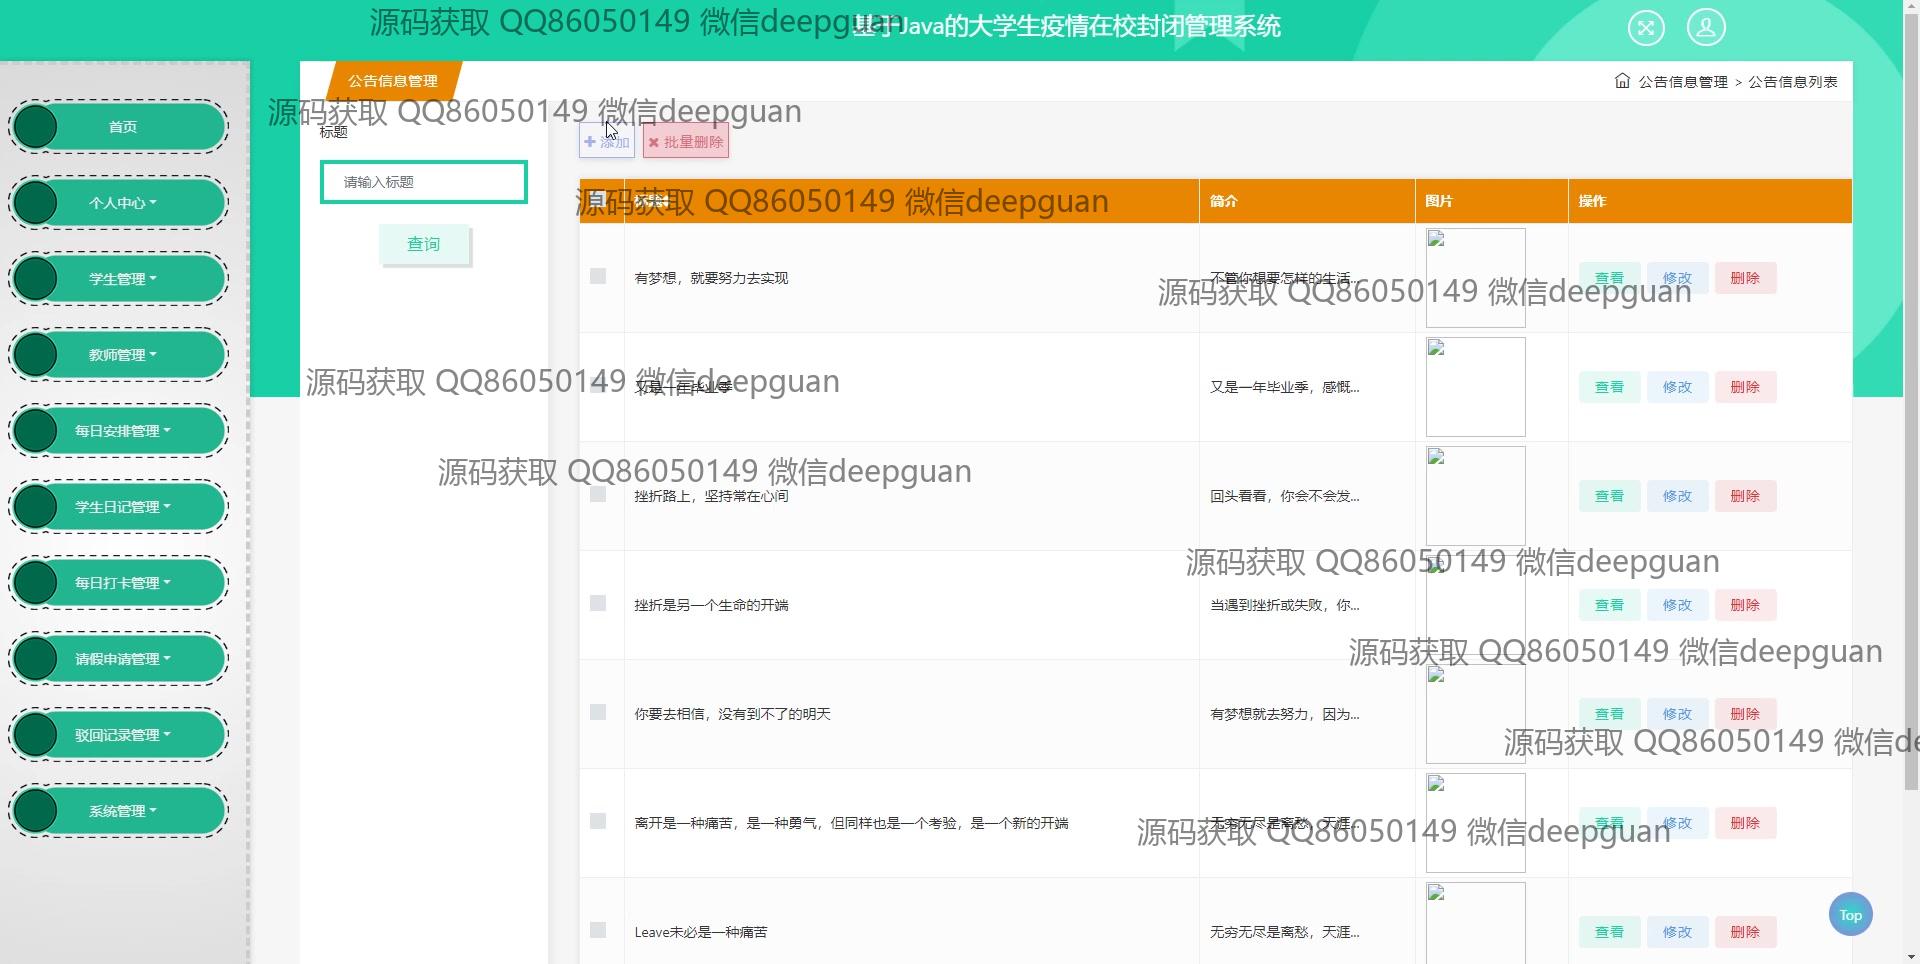 源码获取 QQ86050149 微信deepguan
基于Java的大学生疫情在校封闭管理系统
公告信息管理
公告信息管理 > 公告信息列表
首页
个人中心
学生管理
教师管理
每日安排管理
学生日记管理
每日打卡管理
请假申请管理
驳回记录管理
系统管理
源码获取 QQ86050149 微信deepguan
标题
请输入标题
查询
添加
批量删除
源码获取 QQ86050149 微信deepguan
简介
图片
操作
有梦想，就要努力去实现
不管你想要怎样的生活...
查看 修改 删除
源码获取 QQ86050149 微信deepguan
源码获取 QQ86050149 微信deepguan
又是一年毕业季
又是一年毕业季，感慨...
查看 修改 删除
源码获取 QQ86050149 微信deepguan
挫折路上，坚持常在心间
回头看看，你会不会发...
查看 修改 删除
源码获取 QQ86050149 微信deepguan
挫折是另一个生命的开端
当遇到挫折或失败，你...
查看 修改 删除
源码获取 QQ86050149 微信deepguan
你要去相信，没有到不了的明天
有梦想就去努力，因为...
查看 修改 删除
源码获取 QQ86050149 微信de
离开是一种痛苦，是一种勇气，但同样也是一个考验，是一个新的开端
无穷无尽是离愁，天涯...
查看 修改 删除
源码获取 QQ86050149 微信deepguan
Leave未必是一种痛苦
无穷无尽是离愁，天涯...
查看 修改 删除
Top